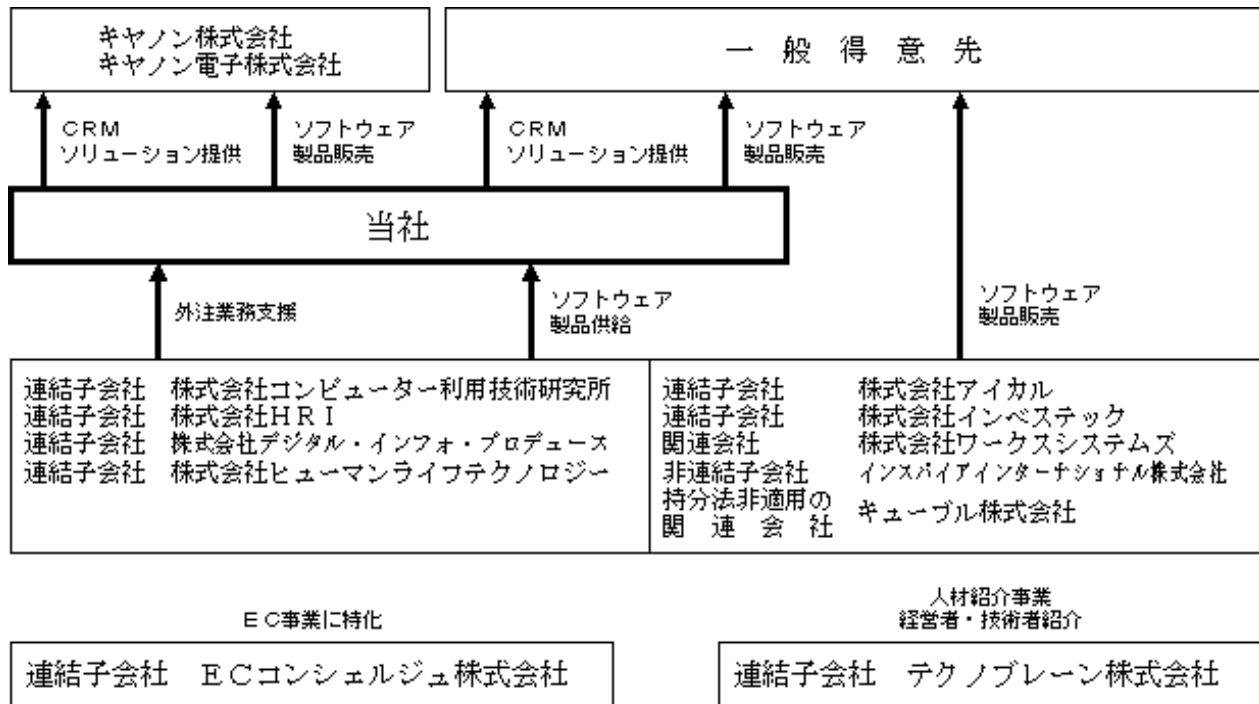 キヤノン株式会社
キヤノン電子株式会社
一般得意先
CRM
ソリューション提供
ソフトウェア
製品販売
CRM
ソリューション提供
ソフトウェア
製品販売
当社
外注業務支援
ソフトウェア
製品供給
ソフトウェア
製品販売
連結子会社 株式会社コンピューター利用技術研究所
連結子会社 株式会社HRI
連結子会社 株式会社デジタル・インフォ・プロデュース
連結子会社 株式会社ヒューマンライフテクノロジー
連結子会社 株式会社アイカル
連結子会社 株式会社インベステック
関連会社 株式会社ワークスシステムズ
非連結子会社 インスパイアインターナショナル株式会社
持分法非適用の
関連会社 キューブル株式会社
EC事業に特化
連結子会社 ECコンシェルジュ株式会社
人材紹介事業
経営者・技術者紹介
連結子会社 テクノブレーン株式会社